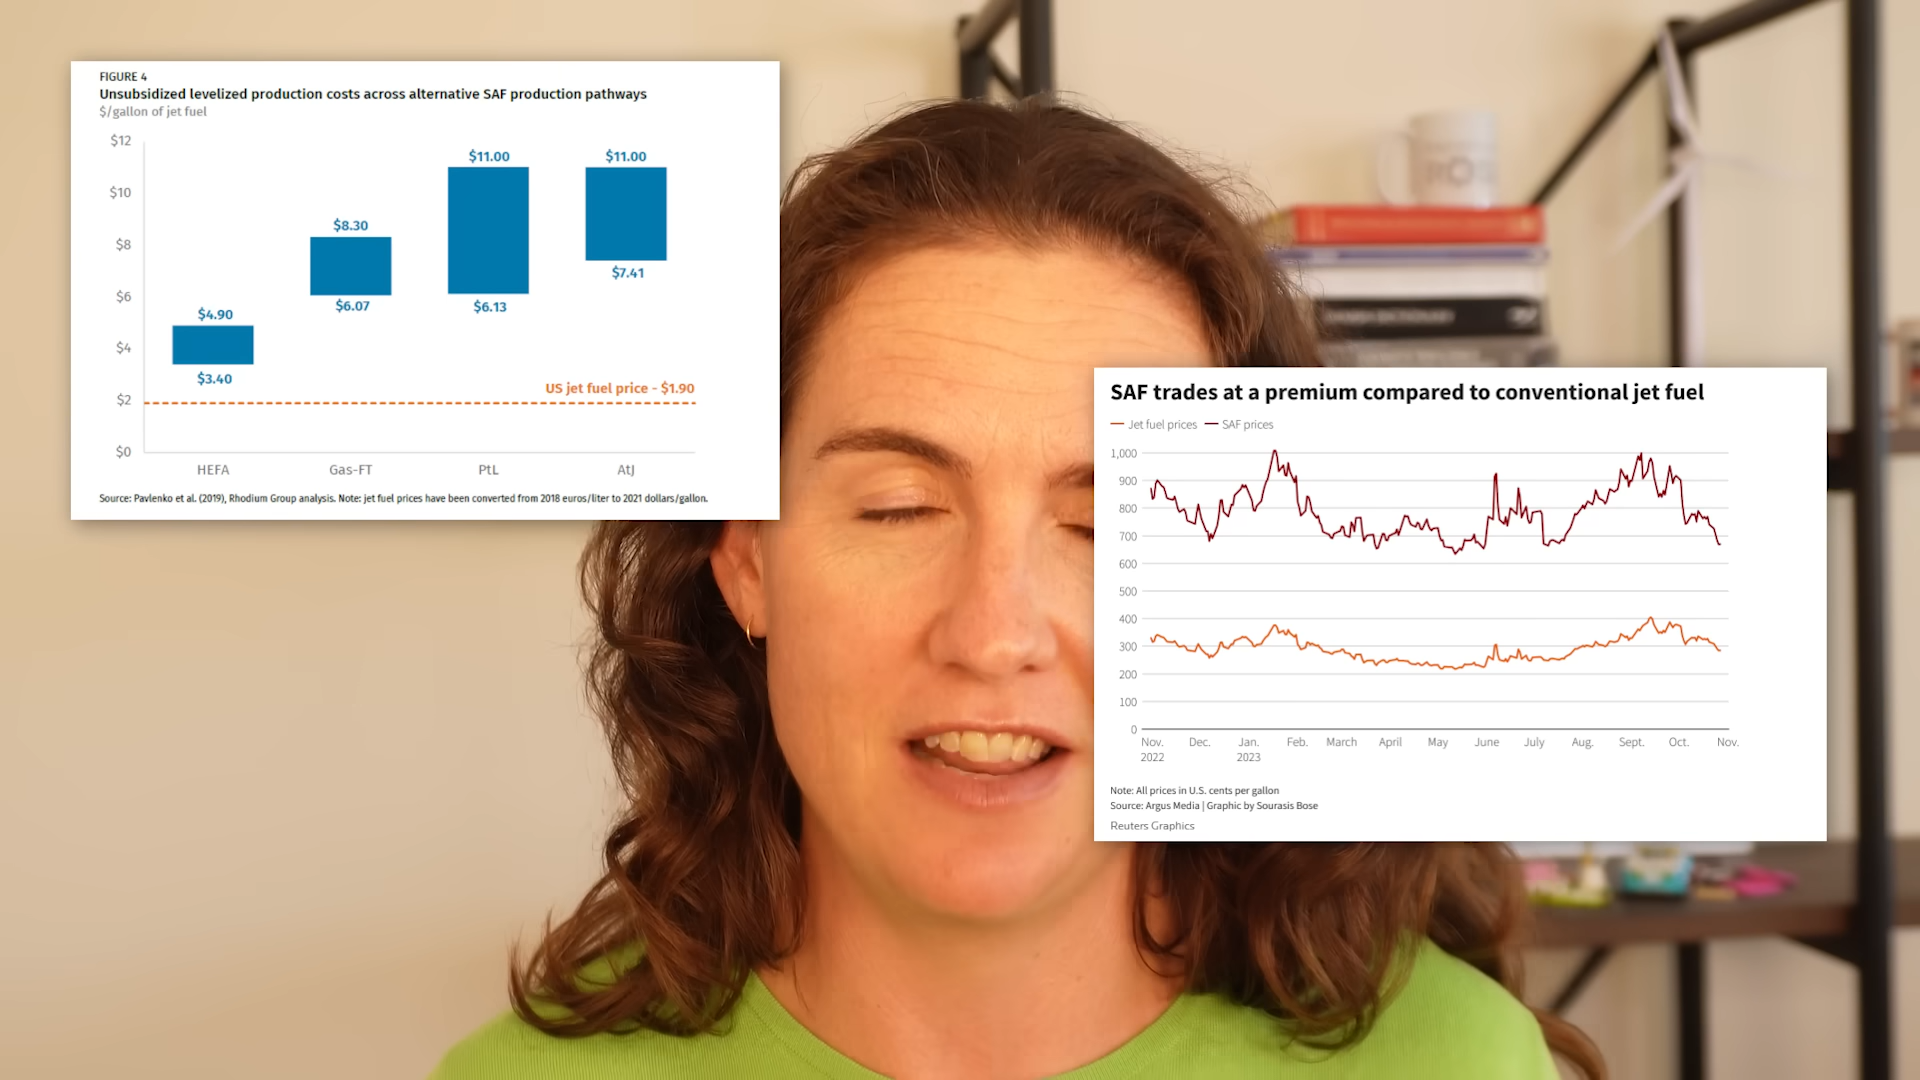 FIGURE 4
Unsubsidized levelized production costs across alternative SAF production pathways
$/gallon of jet fuel
$12
$10
$8
$6
$4
$2
$0
$4.90
$3.40
$8.30
$6.07
$11.00
$6.13
$11.00
$7.41
US jet fuel price - $1.90
HEFA Gas-FT PtL AtJ
Source: Pavlenko et al. (2019), Rhodium Group analysis. Note: jet fuel prices have been converted from 2018 euros/liter to 2021 dollars/gallon.
SAF trades at a premium compared to conventional jet fuel
Jet fuel prices SAF prices
1,000
900
800
700
600
500
400
300
200
100
0
Nov. Dec. Jan. Feb. March April May June July Aug. Sept. Oct. Nov.
2022 2023
Note: All prices in U.S. cents per gallon
Source: Argus Media | Graphic by Sourasis Bose
Reuters Graphics